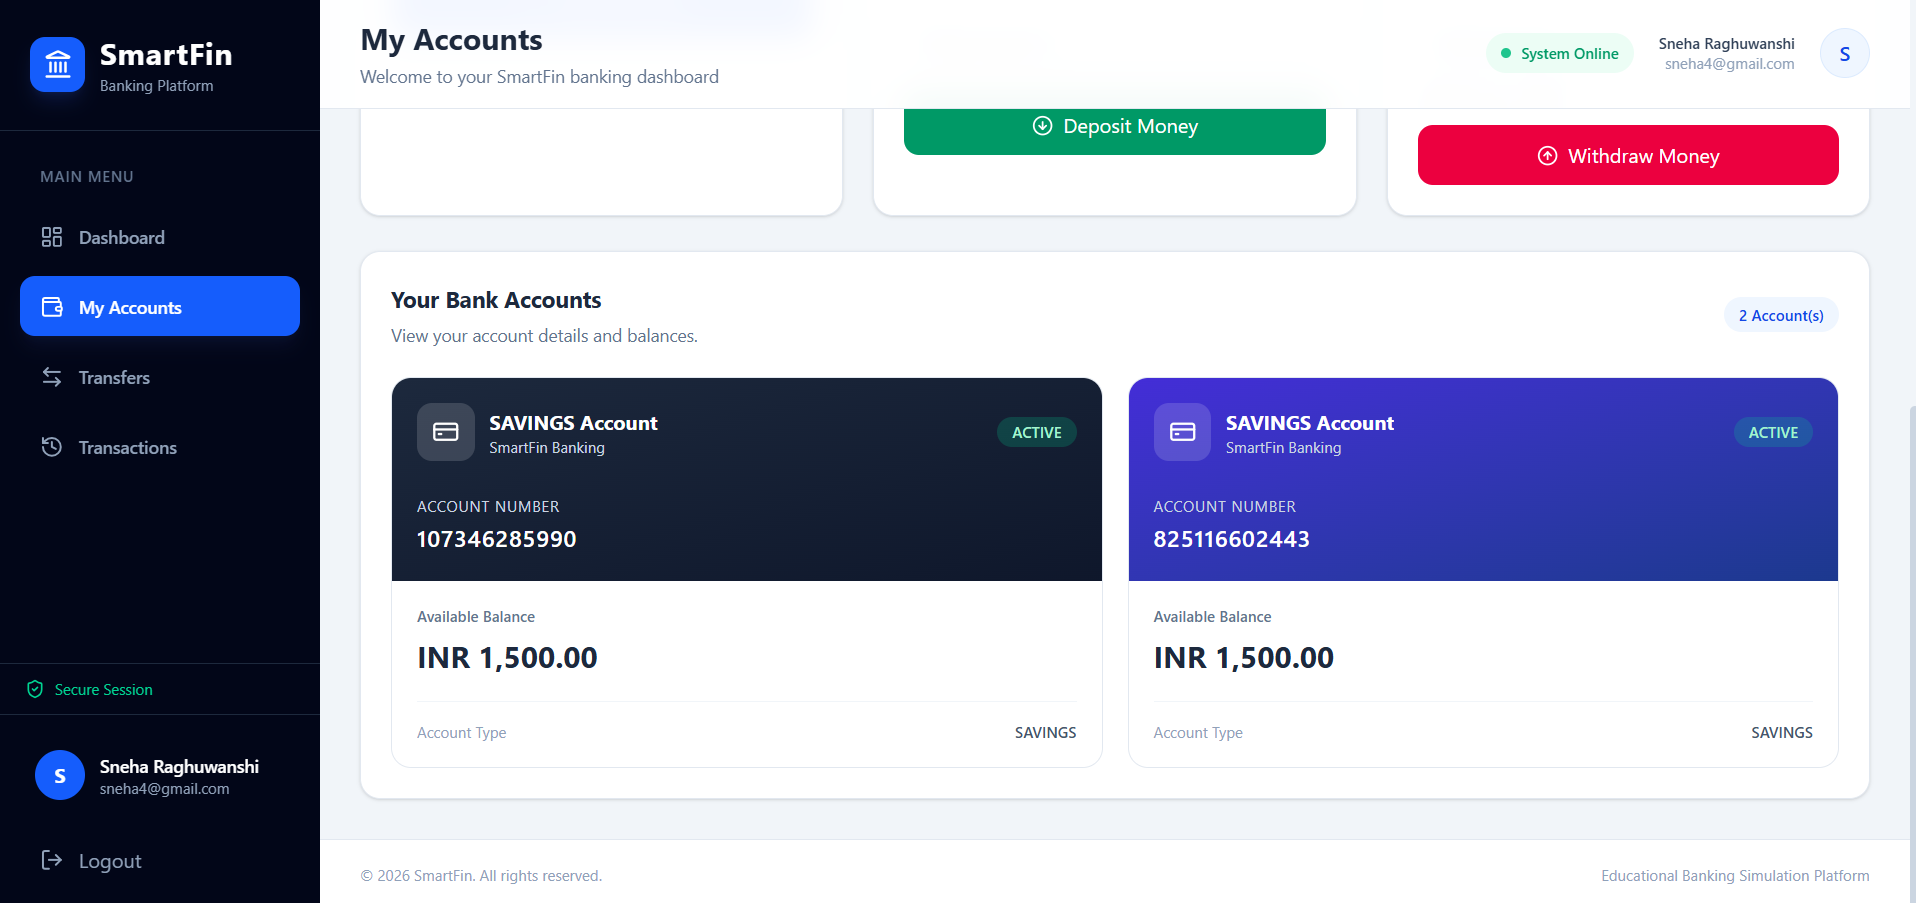 SmartFin
Banking Platform
MAIN MENU
Dashboard
My Accounts
Transfers
Transactions
Secure Session
S
Sneha Raghuwanshi
sneha4@gmail.com
Logout
My Accounts
Welcome to your SmartFin banking dashboard
System Online
Sneha Raghuwanshi
sneha4@gmail.com
S
Deposit Money
Withdraw Money
Your Bank Accounts
View your account details and balances.
2 Account(s)
SAVINGS Account
SmartFin Banking
ACTIVE
ACCOUNT NUMBER
107346285990
Available Balance
INR 1,500.00
Account Type
SAVINGS
SAVINGS Account
SmartFin Banking
ACTIVE
ACCOUNT NUMBER
825116602443
Available Balance
INR 1,500.00
Account Type
SAVINGS
© 2026 SmartFin. All rights reserved.
Educational Banking Simulation Platform